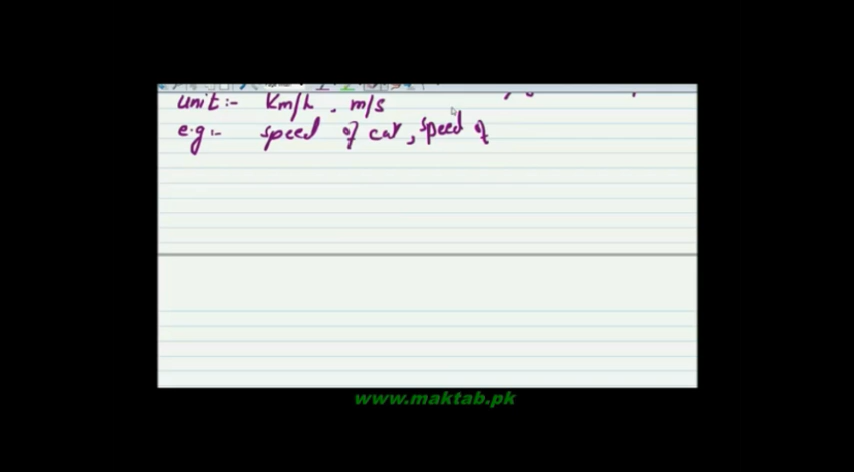 Unit:- Km/h . m/s
e.g:- speed of car, speed of
www.maktab.pk